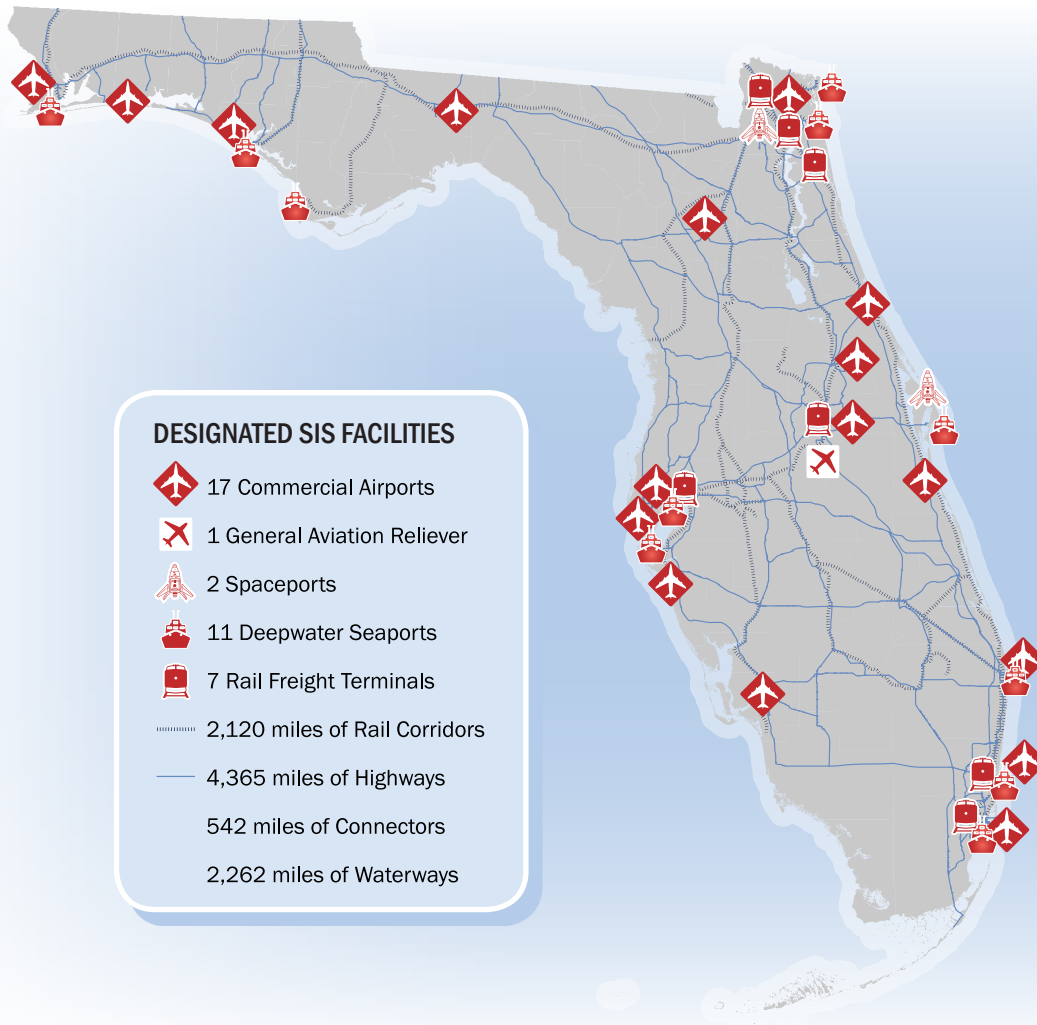 DESIGNATED SIS FACILITIES
17 Commercial Airports
1 General Aviation Reliever
2 Spaceports
11 Deepwater Seaports
7 Rail Freight Terminals
2,120 miles of Rail Corridors
4,365 miles of Highways
542 miles of Connectors
2,262 miles of Waterways